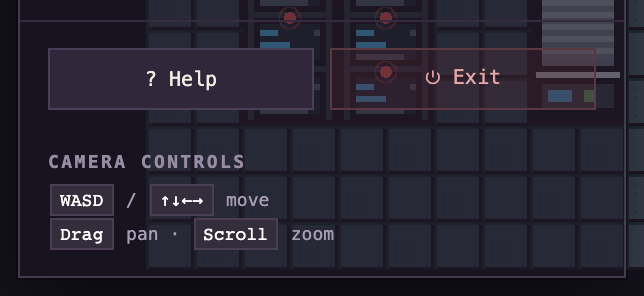 ? Help
⏻ Exit
CAMERA CONTROLS
WASD / ↑↓←→ move
Drag pan · Scroll zoom